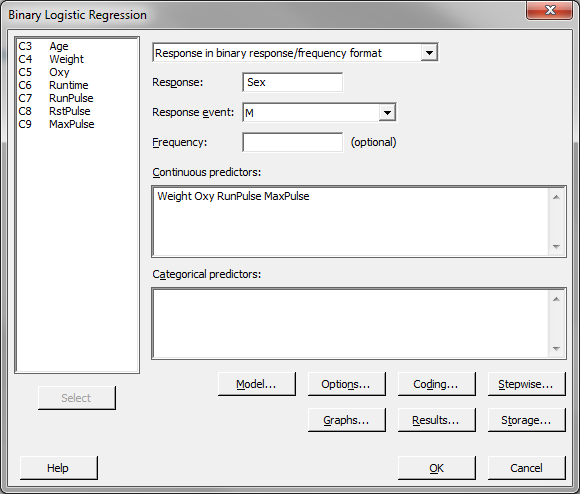 Binary Logistic Regression
C3 Age
C4 Weight
C5 Oxy
C6 Runtime
C7 RunPulse
C8 RstPulse
C9 MaxPulse
Response in binary response/frequency format
Response: Sex
Response event: M
Frequency: (optional)
Continuous predictors:
Weight Oxy RunPulse MaxPulse
Categorical predictors:
Model... Options... Coding... Stepwise...
Select
Graphs... Results... Storage...
Help OK Cancel